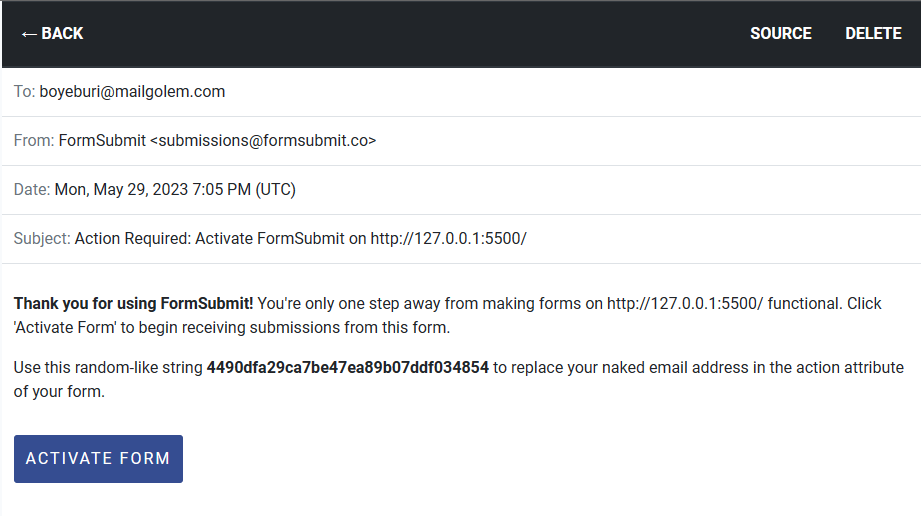 ← BACK SOURCE DELETE
To: boyeburi@mailgolem.com
From: FormSubmit <submissions@formsubmit.co>
Date: Mon, May 29, 2023 7:05 PM (UTC)
Subject: Action Required: Activate FormSubmit on http://127.0.0.1:5500/
Thank you for using FormSubmit! You're only one step away from making forms on http://127.0.0.1:5500/ functional. Click
'Activate Form' to begin receiving submissions from this form.
Use this random-like string 4490dfa29ca7be47ea89b07ddf034854 to replace your naked email address in the action attribute
of your form.
ACTIVATE FORM